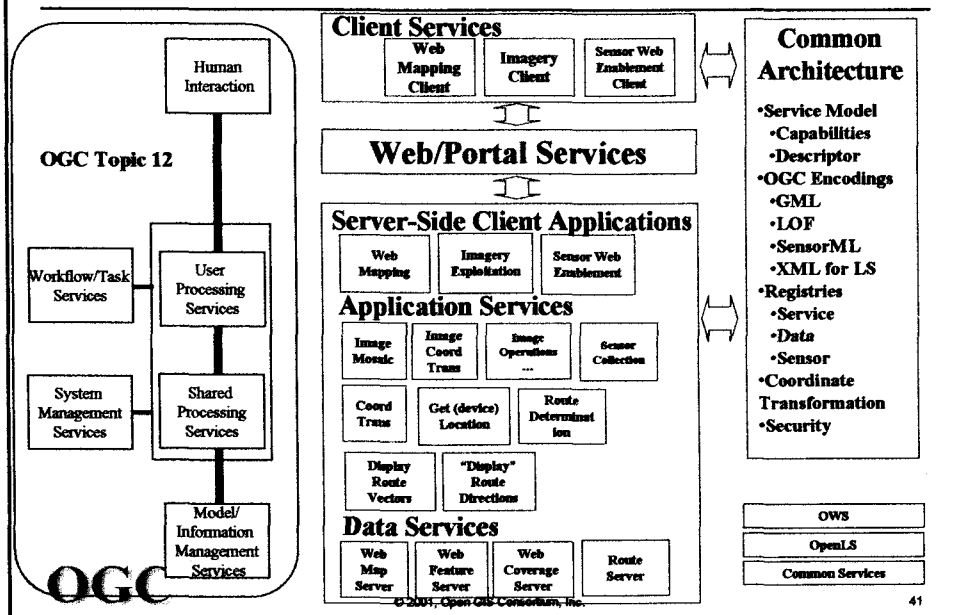 Human
Interaction
OGC Topic 12
Workflow/Task
Services
User
Processing
Services
System
Management
Services
Shared
Processing
Services
Model/
Information
Management
Services
OGC
Client Services
Web
Mapping
Client
Imagery
Client
Sensor Web
Enablement
Client
Web/Portal Services
Server-Side Client Applications
Web
Mapping
Imagery
Exploitation
Sensor Web
Enablement
Application Services
Image
Mosaic
Image
Coord
Trans
Image
Operations
...
Sensor
Collection
Coord
Trans
Get (device)
Location
Route
Determinat
ion
Display
Route
Vectors
"Display"
Route
Directions
Data Services
Web
Map
Server
Web
Feature
Server
Web
Coverage
Server
Route
Server
Common
Architecture
•Service Model
•Capabilities
•Descriptor
•OGC Encodings
•GML
•LOF
•SensorML
•XML for LS
•Registries
•Service
•Data
•Sensor
•Coordinate
Transformation
•Security
OWS
OpenLS
Common Services
© 2001, Open GIS Consortium, Inc.
41